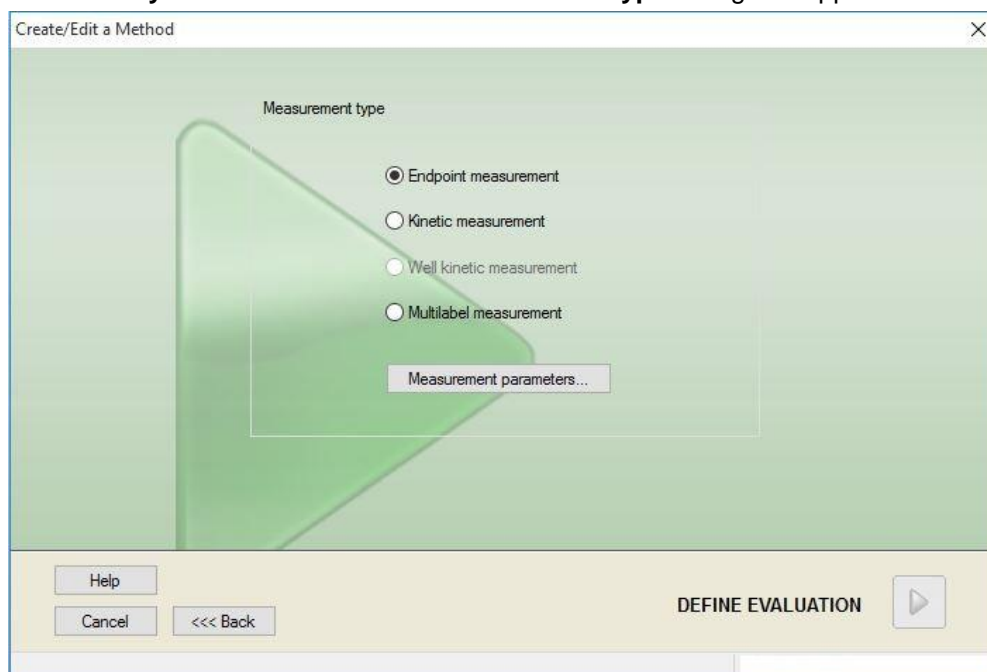 Create/Edit a Method
Measurement type
Endpoint measurement
Kinetic measurement
Well kinetic measurement
Multilabel measurement
Measurement parameters...
Help
Cancel
<<< Back
DEFINE EVALUATION